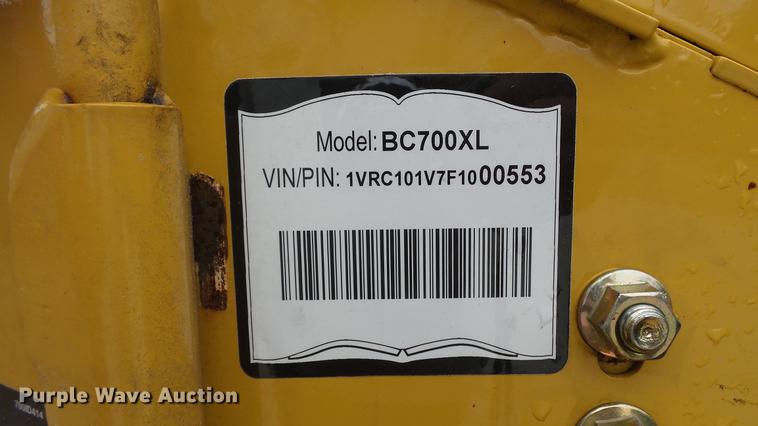 Model: BC700XL
VIN/PIN: 1VRC101V7F1000553
Purple Wave Auction